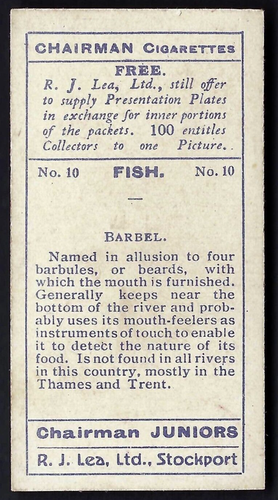 CHAIRMAN CIGARETTES
FREE.
R. J. Lea, Ltd., still offer
to supply Presentation Plates
in exchange for inner portions
of the packets. 100 entitles
Collectors to one Picture.
No. 10 FISH. No. 10
BARBEL.
Named in allusion to four
barbules, or beards, with
which the mouth is furnished.
Generally keeps near the
bottom of the river and prob-
ably uses its mouth-feelers as
instruments of touch to enable
it to detect the nature of its
food. Is not found in all rivers
in this country, mostly in the
Thames and Trent.
Chairman JUNIORS
R. J. Lea, Ltd., Stockport